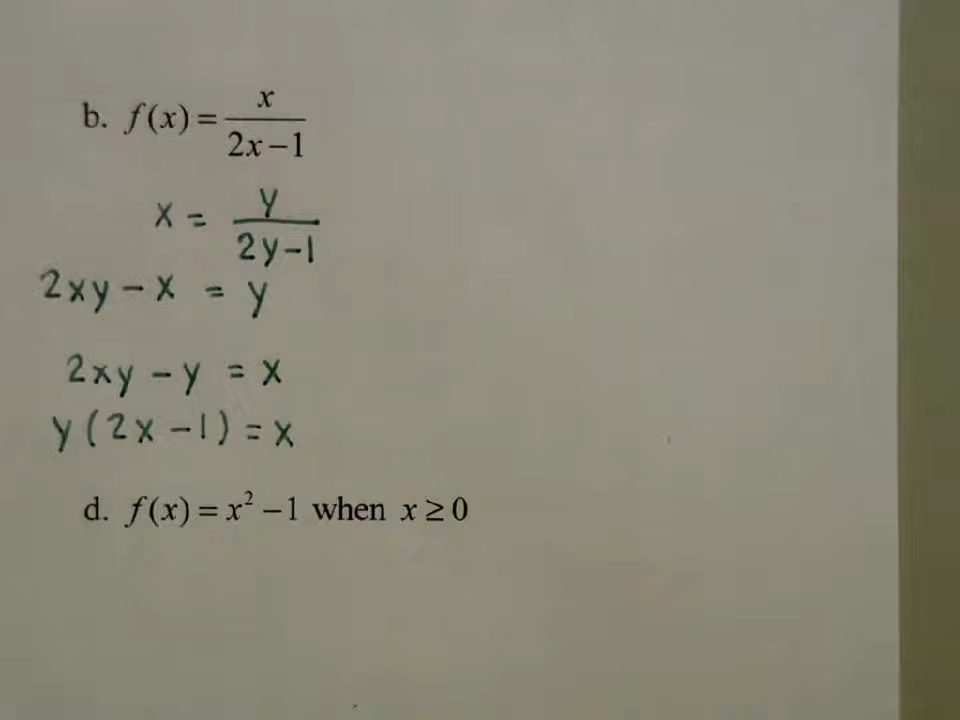 b. f(x) = x/(2x−1)
x = y/(2y−1)
2xy − x = y
2xy − y = x
y(2x −1) = x
d. f(x) = x² −1 when x ≥ 0